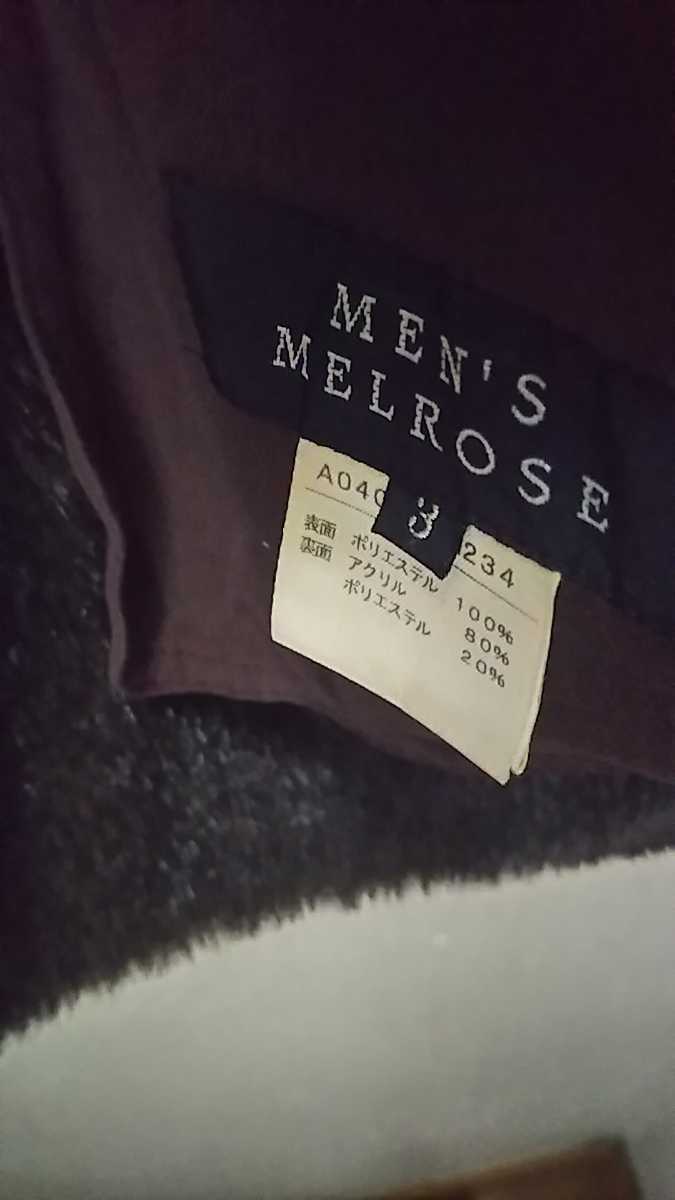 MEN'S
MELROSE
3
A040 234
表面 ポリエステル 100%
裏面 アクリル 80%
ポリエステル 20%